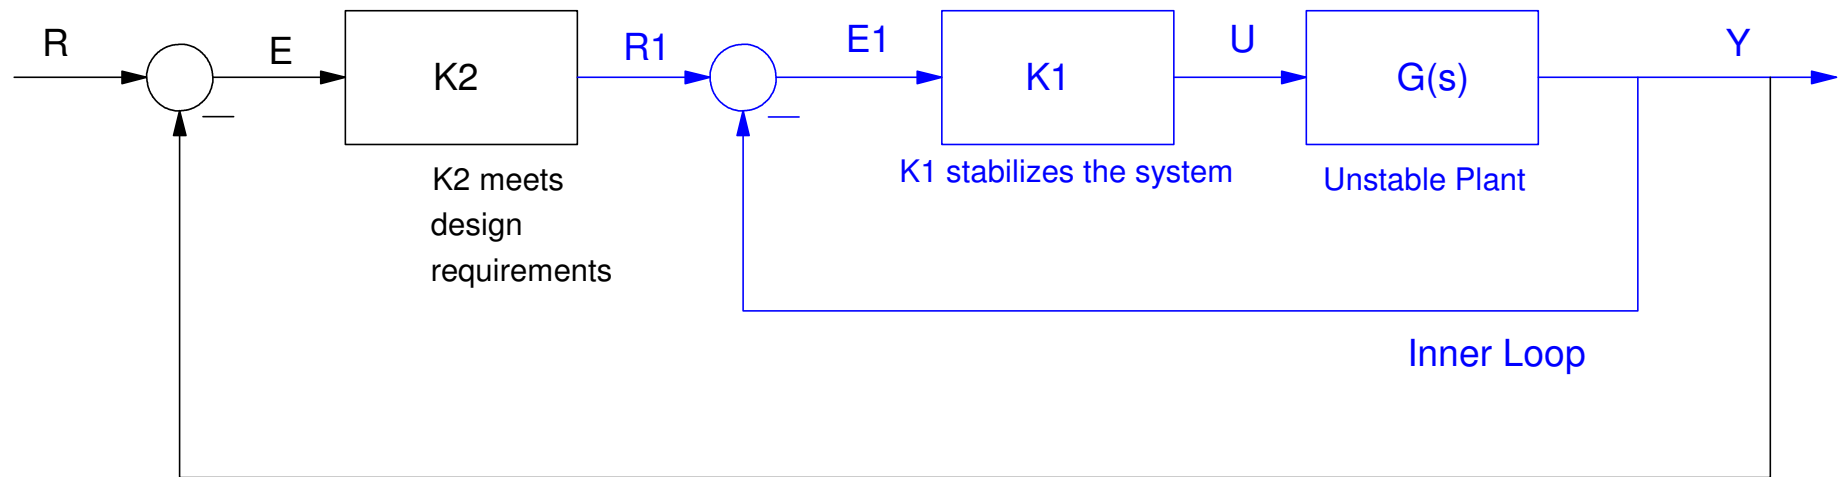 R
E
K2
R1
E1
K1
U
G(s)
Y
K2 meets
design
requirements
K1 stabilizes the system
Unstable Plant
Inner Loop